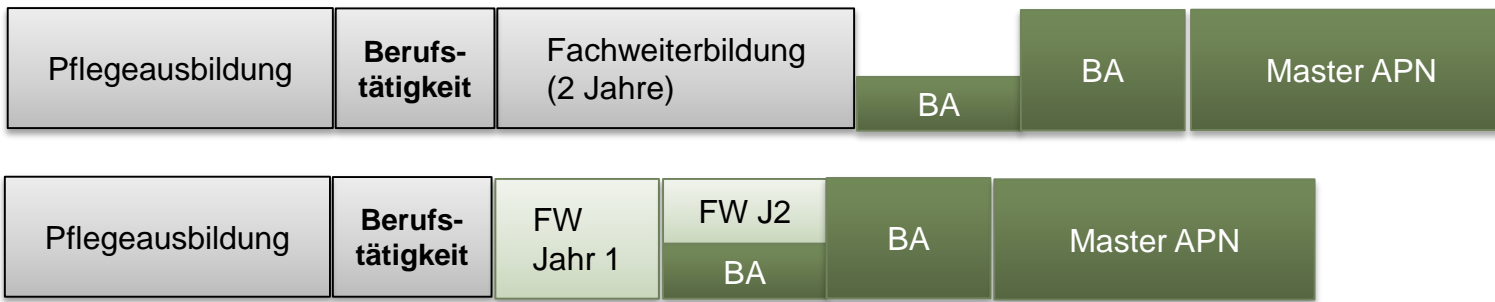 Pflegeausbildung
Berufs-
tätigkeit
Fachweiterbildung
(2 Jahre)
BA
BA
Master APN
Pflegeausbildung
Berufs-
tätigkeit
FW
Jahr 1
FW J2
BA
BA
Master APN